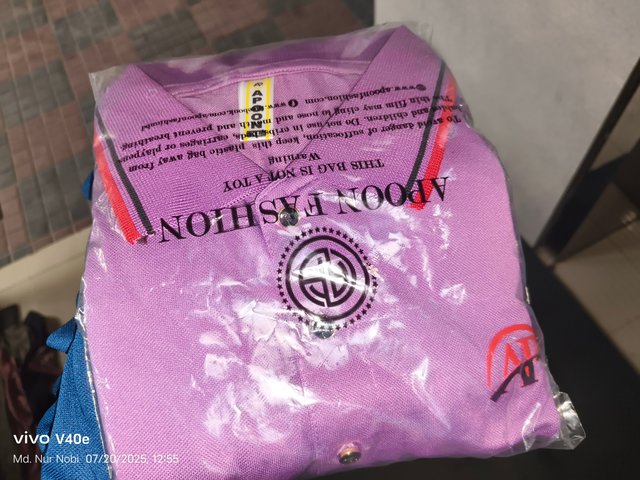 APOON FASHION
THIS BAG IS NOT A TOY
Warning
To avoid danger of suffocation, keep this plastic bag away from
babies and children. Do not use in cribs, beds, carriages or playpens.
The thin film may cling to nose and mouth and prevent breathing
www.apoonfashion.com
APOON
vivo V40e
Md. Nur Nobi. 07/20/2025, 12:55